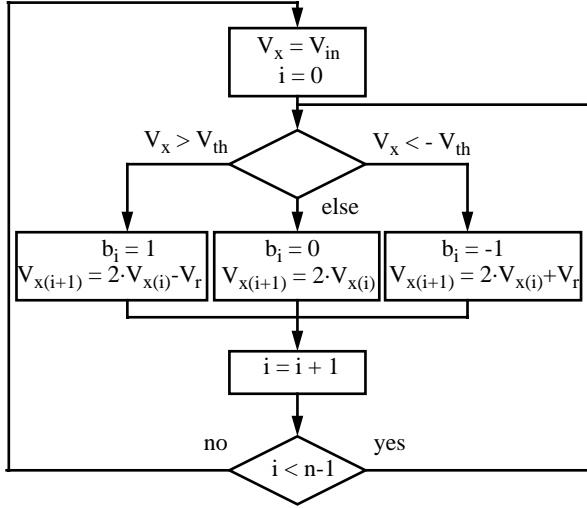 V_x = V_in
i = 0
V_x > V_th
V_x < - V_th
else
b_i = 1
V_x(i+1) = 2·V_x(i)-V_r
b_i = 0
V_x(i+1) = 2·V_x(i)
b_i = -1
V_x(i+1) = 2·V_x(i)+V_r
i = i + 1
no
yes
i < n-1